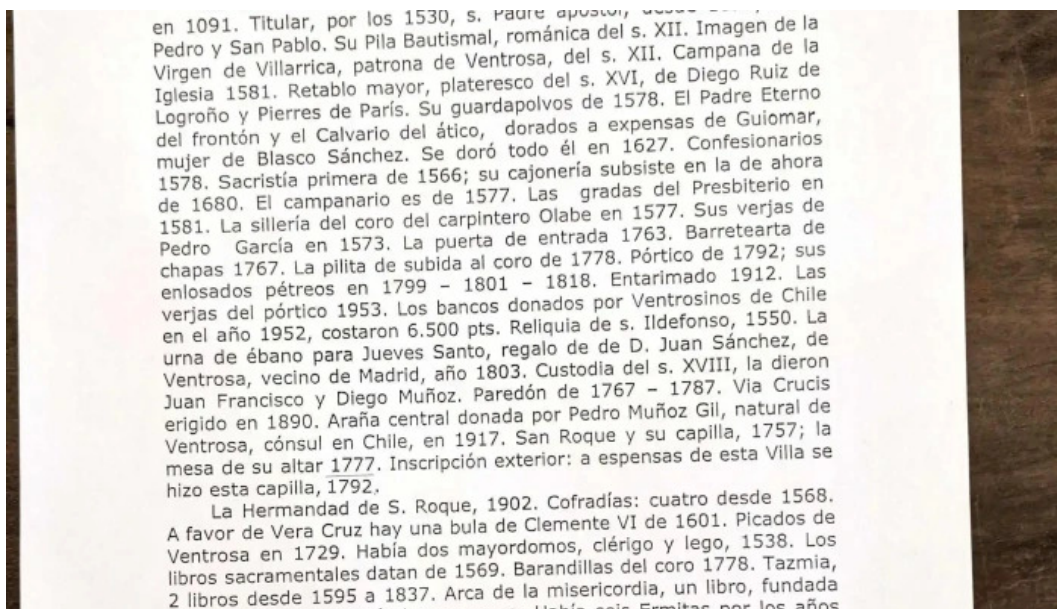 en 1091. Titular, por los 1530, s. Padre apostol, desde
Pedro y San Pablo. Su Pila Bautismal, románica del s. XII. Imagen de la
Virgen de Villarrica, patrona de Ventrosa, del s. XII. Campana de la
Iglesia 1581. Retablo mayor, plateresco del s. XVI, de Diego Ruiz de
Logroño y Pierres de París. Su guardapolvos de 1578. El Padre Eterno
del frontón y el Calvario del ático, dorados a expensas de Guiomar,
mujer de Blasco Sánchez. Se doró todo él en 1627. Confesionarios
1578. Sacristía primera de 1566; su cajonería subsiste en la de ahora
de 1680. El campanario es de 1577. Las gradas del Presbiterio en
1581. La sillería del coro del carpintero Olabe en 1577. Sus verjas de
Pedro García en 1573. La puerta de entrada 1763. Barretearta de
chapas 1767. La pilita de subida al coro de 1778. Pórtico de 1792; sus
enlosados pétreos en 1799 – 1801 – 1818. Entarimado 1912. Las
verjas del pórtico 1953. Los bancos donados por Ventrosinos de Chile
en el año 1952, costaron 6.500 pts. Reliquia de s. Ildefonso, 1550. La
urna de ébano para Jueves Santo, regalo de de D. Juan Sánchez, de
Ventrosa, vecino de Madrid, año 1803. Custodia del s. XVIII, la dieron
Juan Francisco y Diego Muñoz. Paredón de 1767 – 1787. Via Crucis
erigido en 1890. Araña central donada por Pedro Muñoz Gil, natural de
Ventrosa, cónsul en Chile, en 1917. San Roque y su capilla, 1757; la
mesa de su altar 1777. Inscripción exterior: a espensas de esta Villa se
hizo esta capilla, 1792.
La Hermandad de S. Roque, 1902. Cofradías: cuatro desde 1568.
A favor de Vera Cruz hay una bula de Clemente VI de 1601. Picados de
Ventrosa en 1729. Había dos mayordomos, clérigo y lego, 1538. Los
libros sacramentales datan de 1569. Barandillas del coro 1778. Tazmia,
2 libros desde 1595 a 1837. Arca de la misericordia, un libro, fundada
Había seis Ermitas por los años